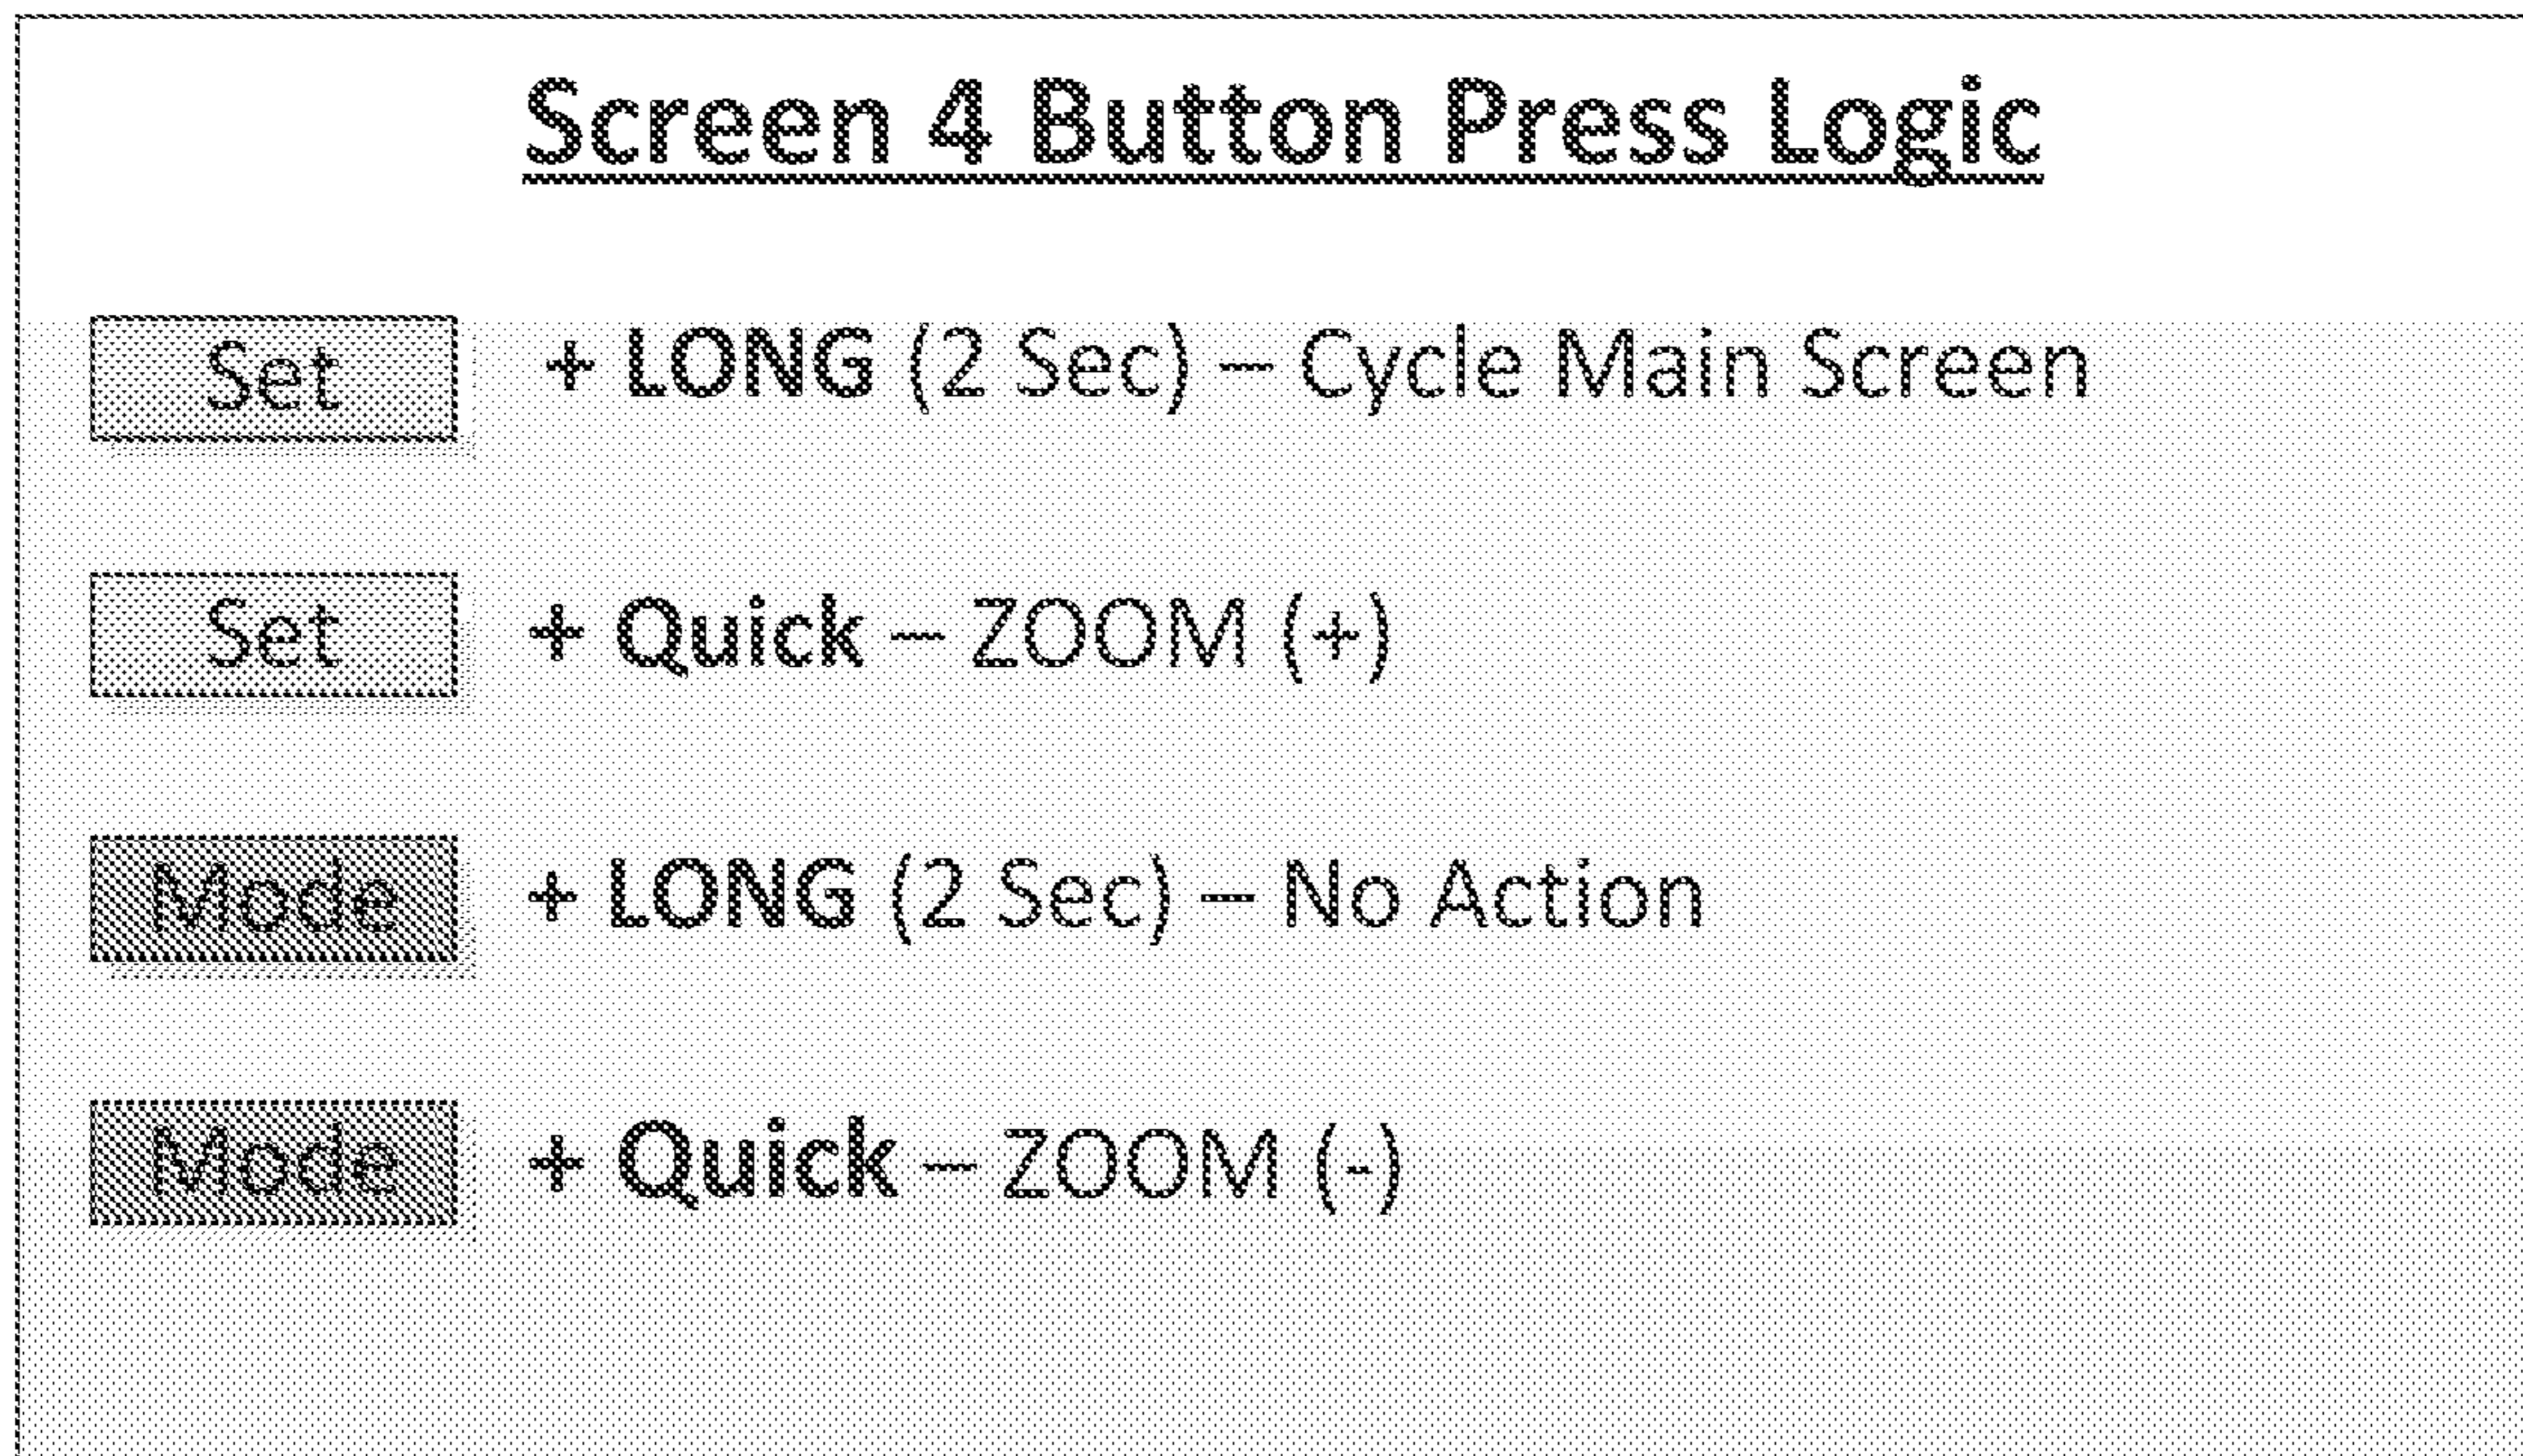 Screen 4 Button Press Logic
Set + LONG (2 Sec) – Cycle Main Screen
Set + Quick – ZOOM (+)
Mode + LONG (2 Sec) – No Action
Mode + Quick – ZOOM (-)